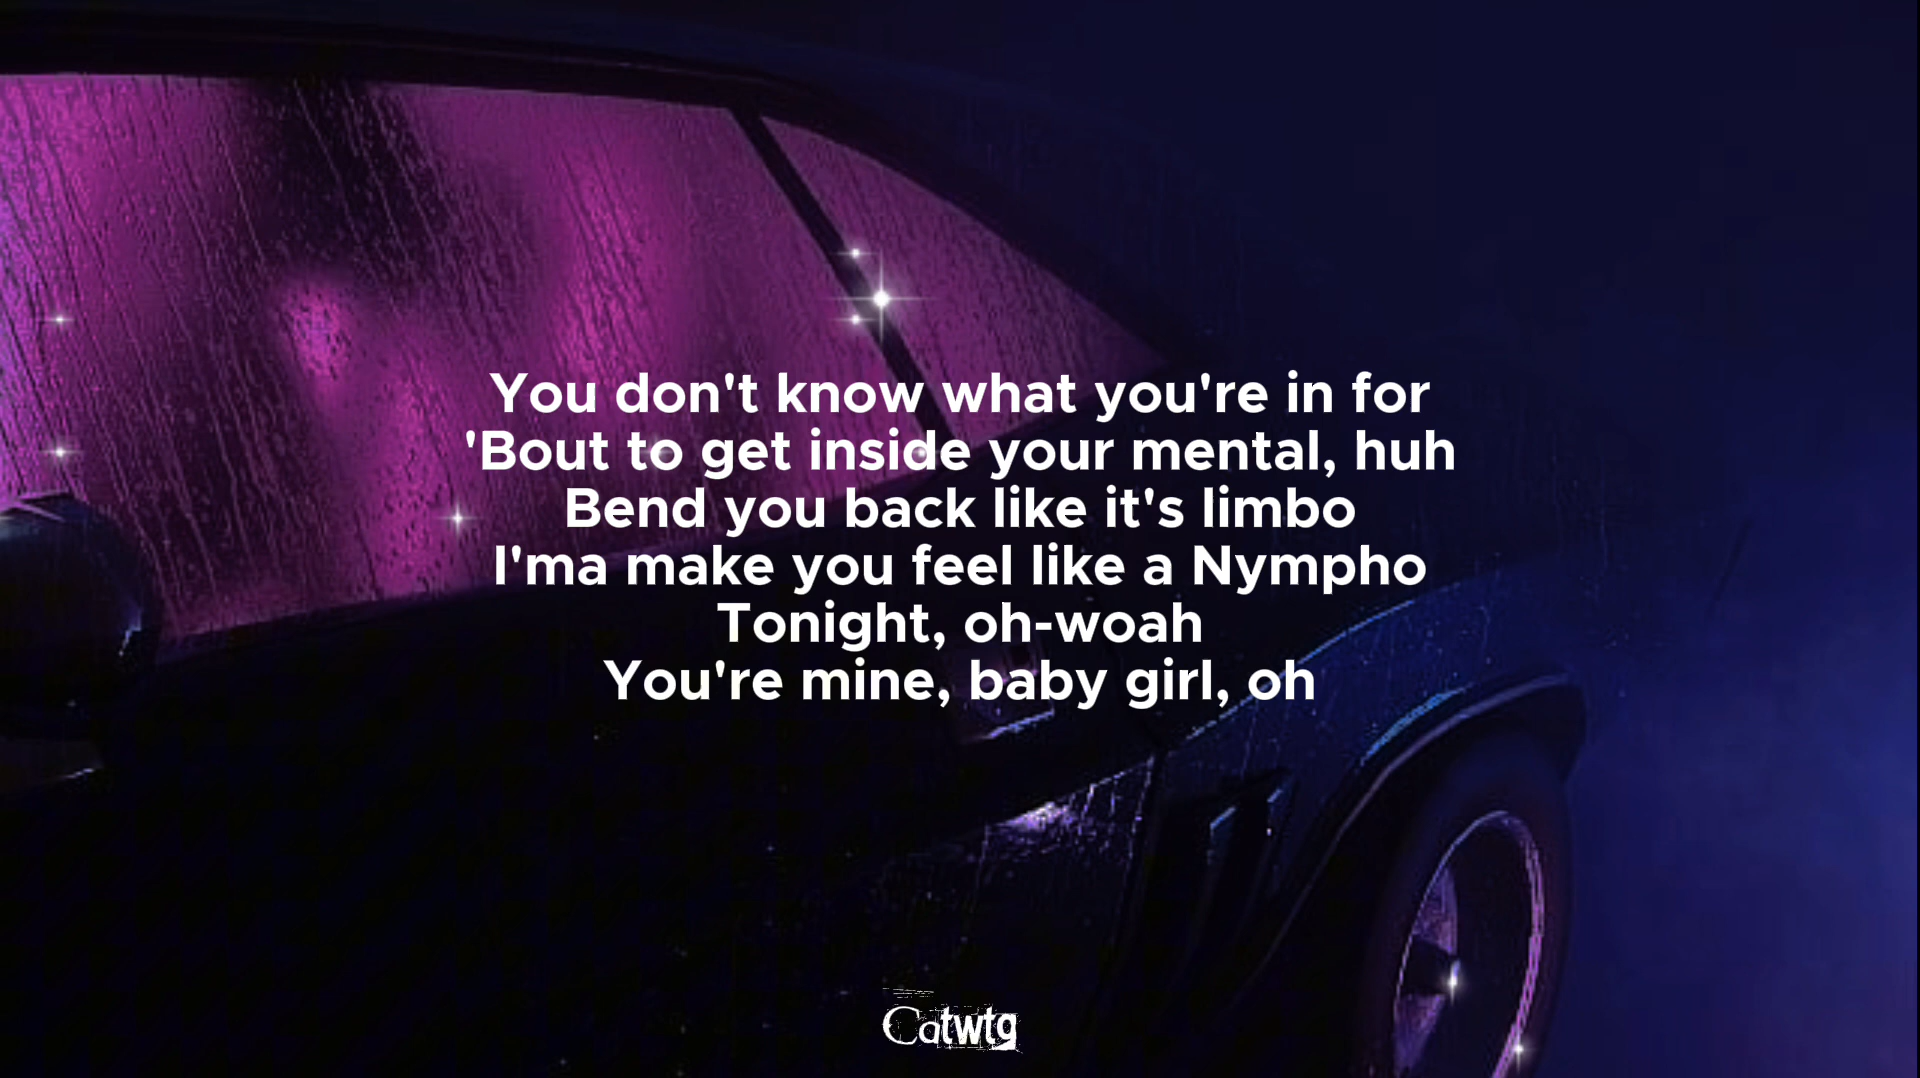 You don't know what you're in for
'Bout to get inside your mental, huh
Bend you back like it's limbo
I'ma make you feel like a Nympho
Tonight, oh-woah
You're mine, baby girl, oh
Catwtg